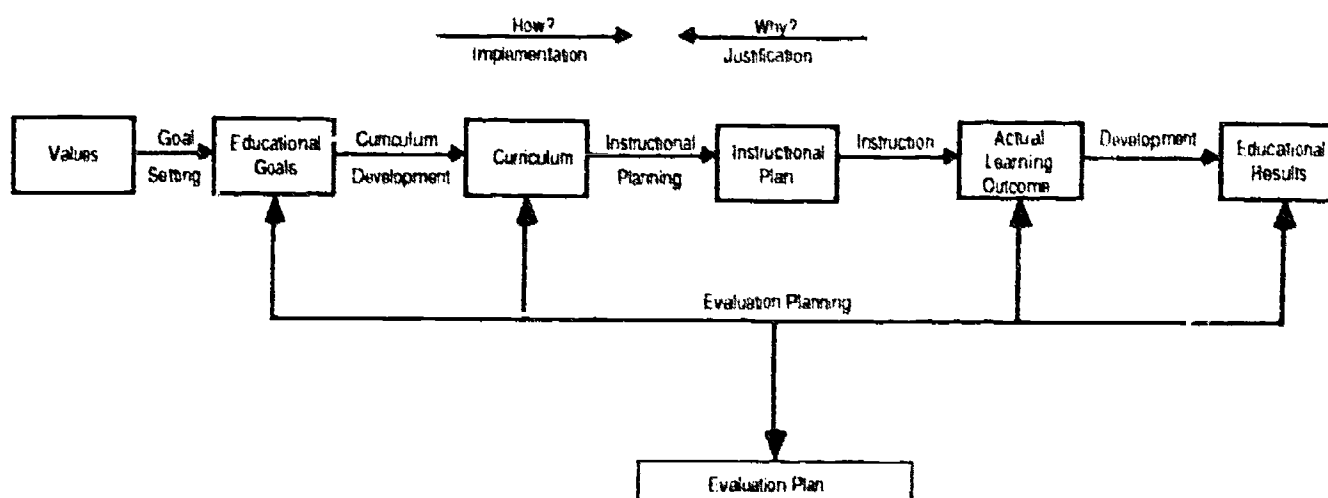 How?
Implementation
Why?
Justification
Values
Goal
Setting
Educational
Goals
Curriculum
Development
Curriculum
Instructional
Planning
Instructional
Plan
Instruction
Actual
Learning
Outcome
Development
Educational
Results
Evaluation Planning
Evaluation Plan